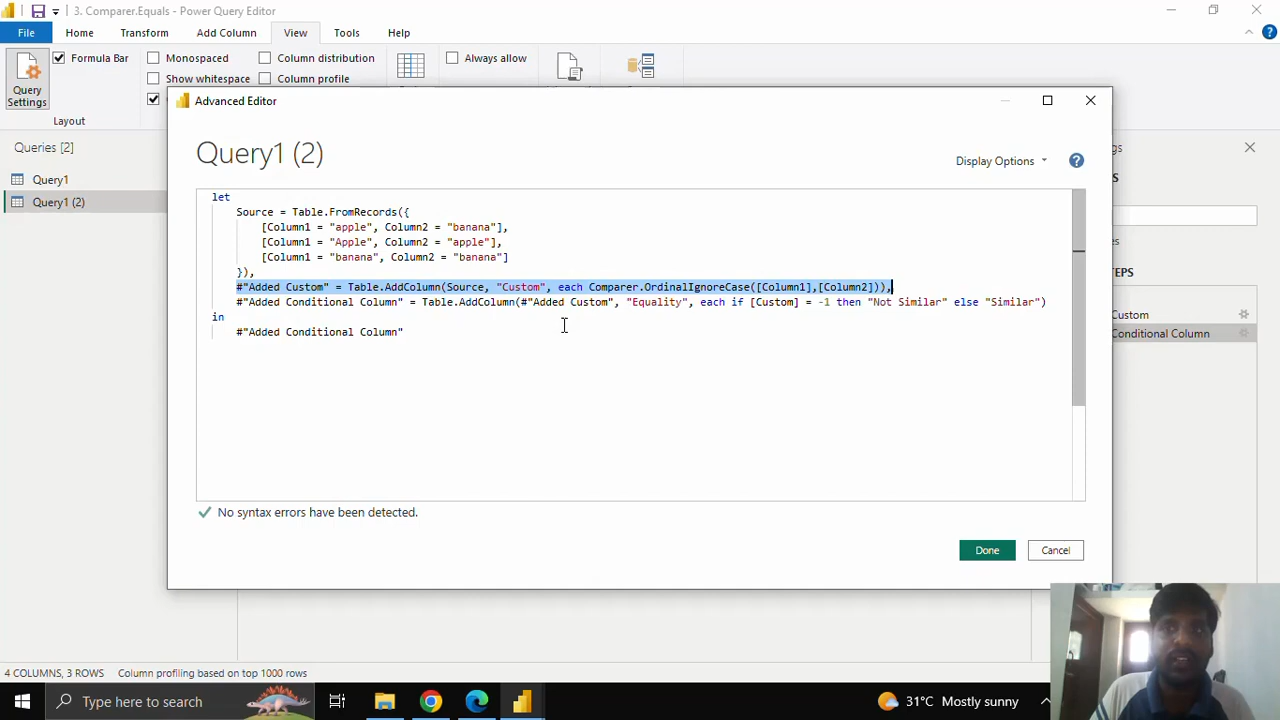 3. Comparer.Equals - Power Query Editor
File Home Transform Add Column View Tools Help
Formula Bar Monospaced Column distribution Always allow
Show whitespace Column profile
Query
Settings
Layout
Advanced Editor
Queries [2]
Query1
Query1 (2)
Query1 (2)
Display Options
let
Source = Table.FromRecords({
[Column1 = "apple", Column2 = "banana"],
[Column1 = "Apple", Column2 = "apple"],
[Column1 = "banana", Column2 = "banana"]
}),
#"Added Custom" = Table.AddColumn(Source, "Custom", each Comparer.OrdinalIgnoreCase([Column1],[Column2])),
#"Added Conditional Column" = Table.AddColumn(#"Added Custom", "Equality", each if [Custom] = -1 then "Not Similar" else "Similar")
in
#"Added Conditional Column"
No syntax errors have been detected.
Done Cancel
gs
es
TEPS
Custom
Conditional Column
4 COLUMNS, 3 ROWS Column profiling based on top 1000 rows
Type here to search
31°C Mostly sunny